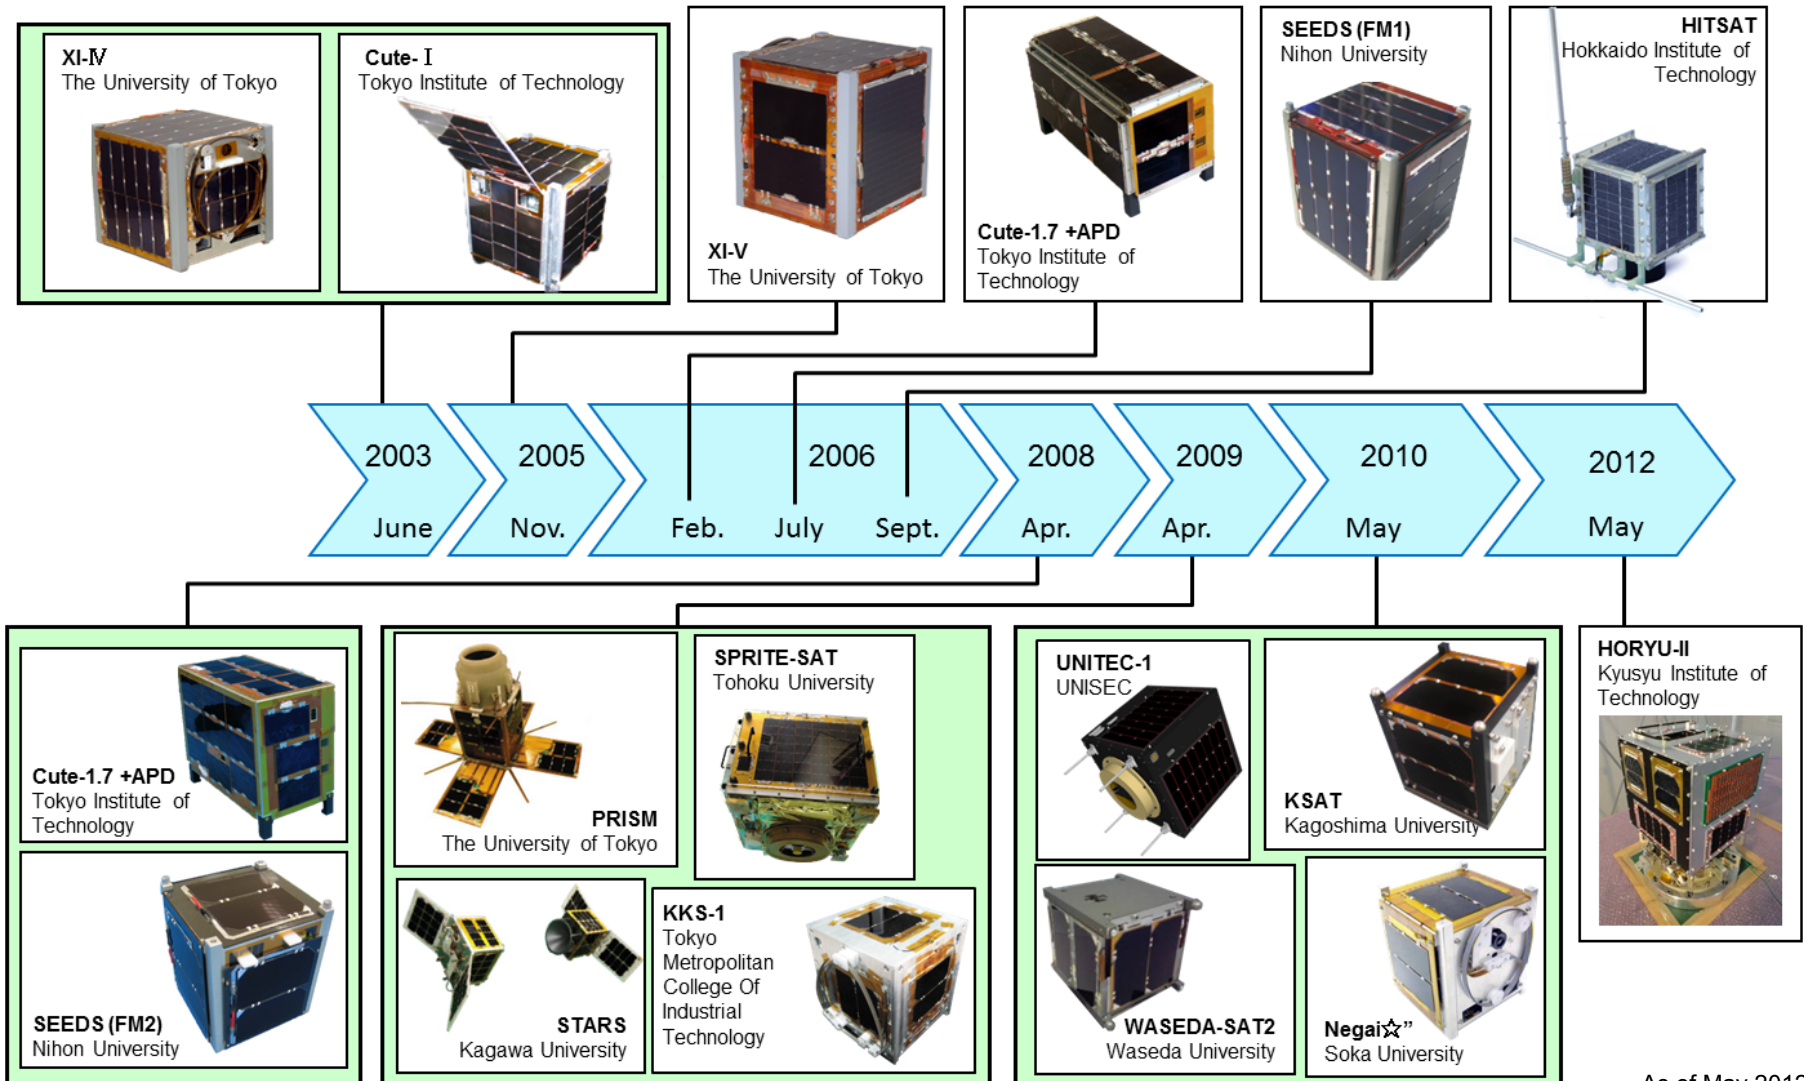 XI-Ⅳ
The University of Tokyo
Cute-Ⅰ
Tokyo Institute of Technology
XI-V
The University of Tokyo
Cute-1.7 +APD
Tokyo Institute of
Technology
SEEDS (FM1)
Nihon University
HITSAT
Hokkaido Institute of
Technology
2003
June
2005
Nov.
2006
Feb.
July
Sept.
2008
Apr.
2009
Apr.
2010
May
2012
May
Cute-1.7 +APD
Tokyo Institute of
Technology
SEEDS (FM2)
Nihon University
PRISM
The University of Tokyo
SPRITE-SAT
Tohoku University
STARS
Kagawa University
KKS-1
Tokyo
Metropolitan
College Of
Industrial
Technology
UNITEC-1
UNISEC
KSAT
Kagoshima University
WASEDA-SAT2
Waseda University
Negai☆”
Soka University
HORYU-II
Kyusyu Institute of
Technology
As of May 2012